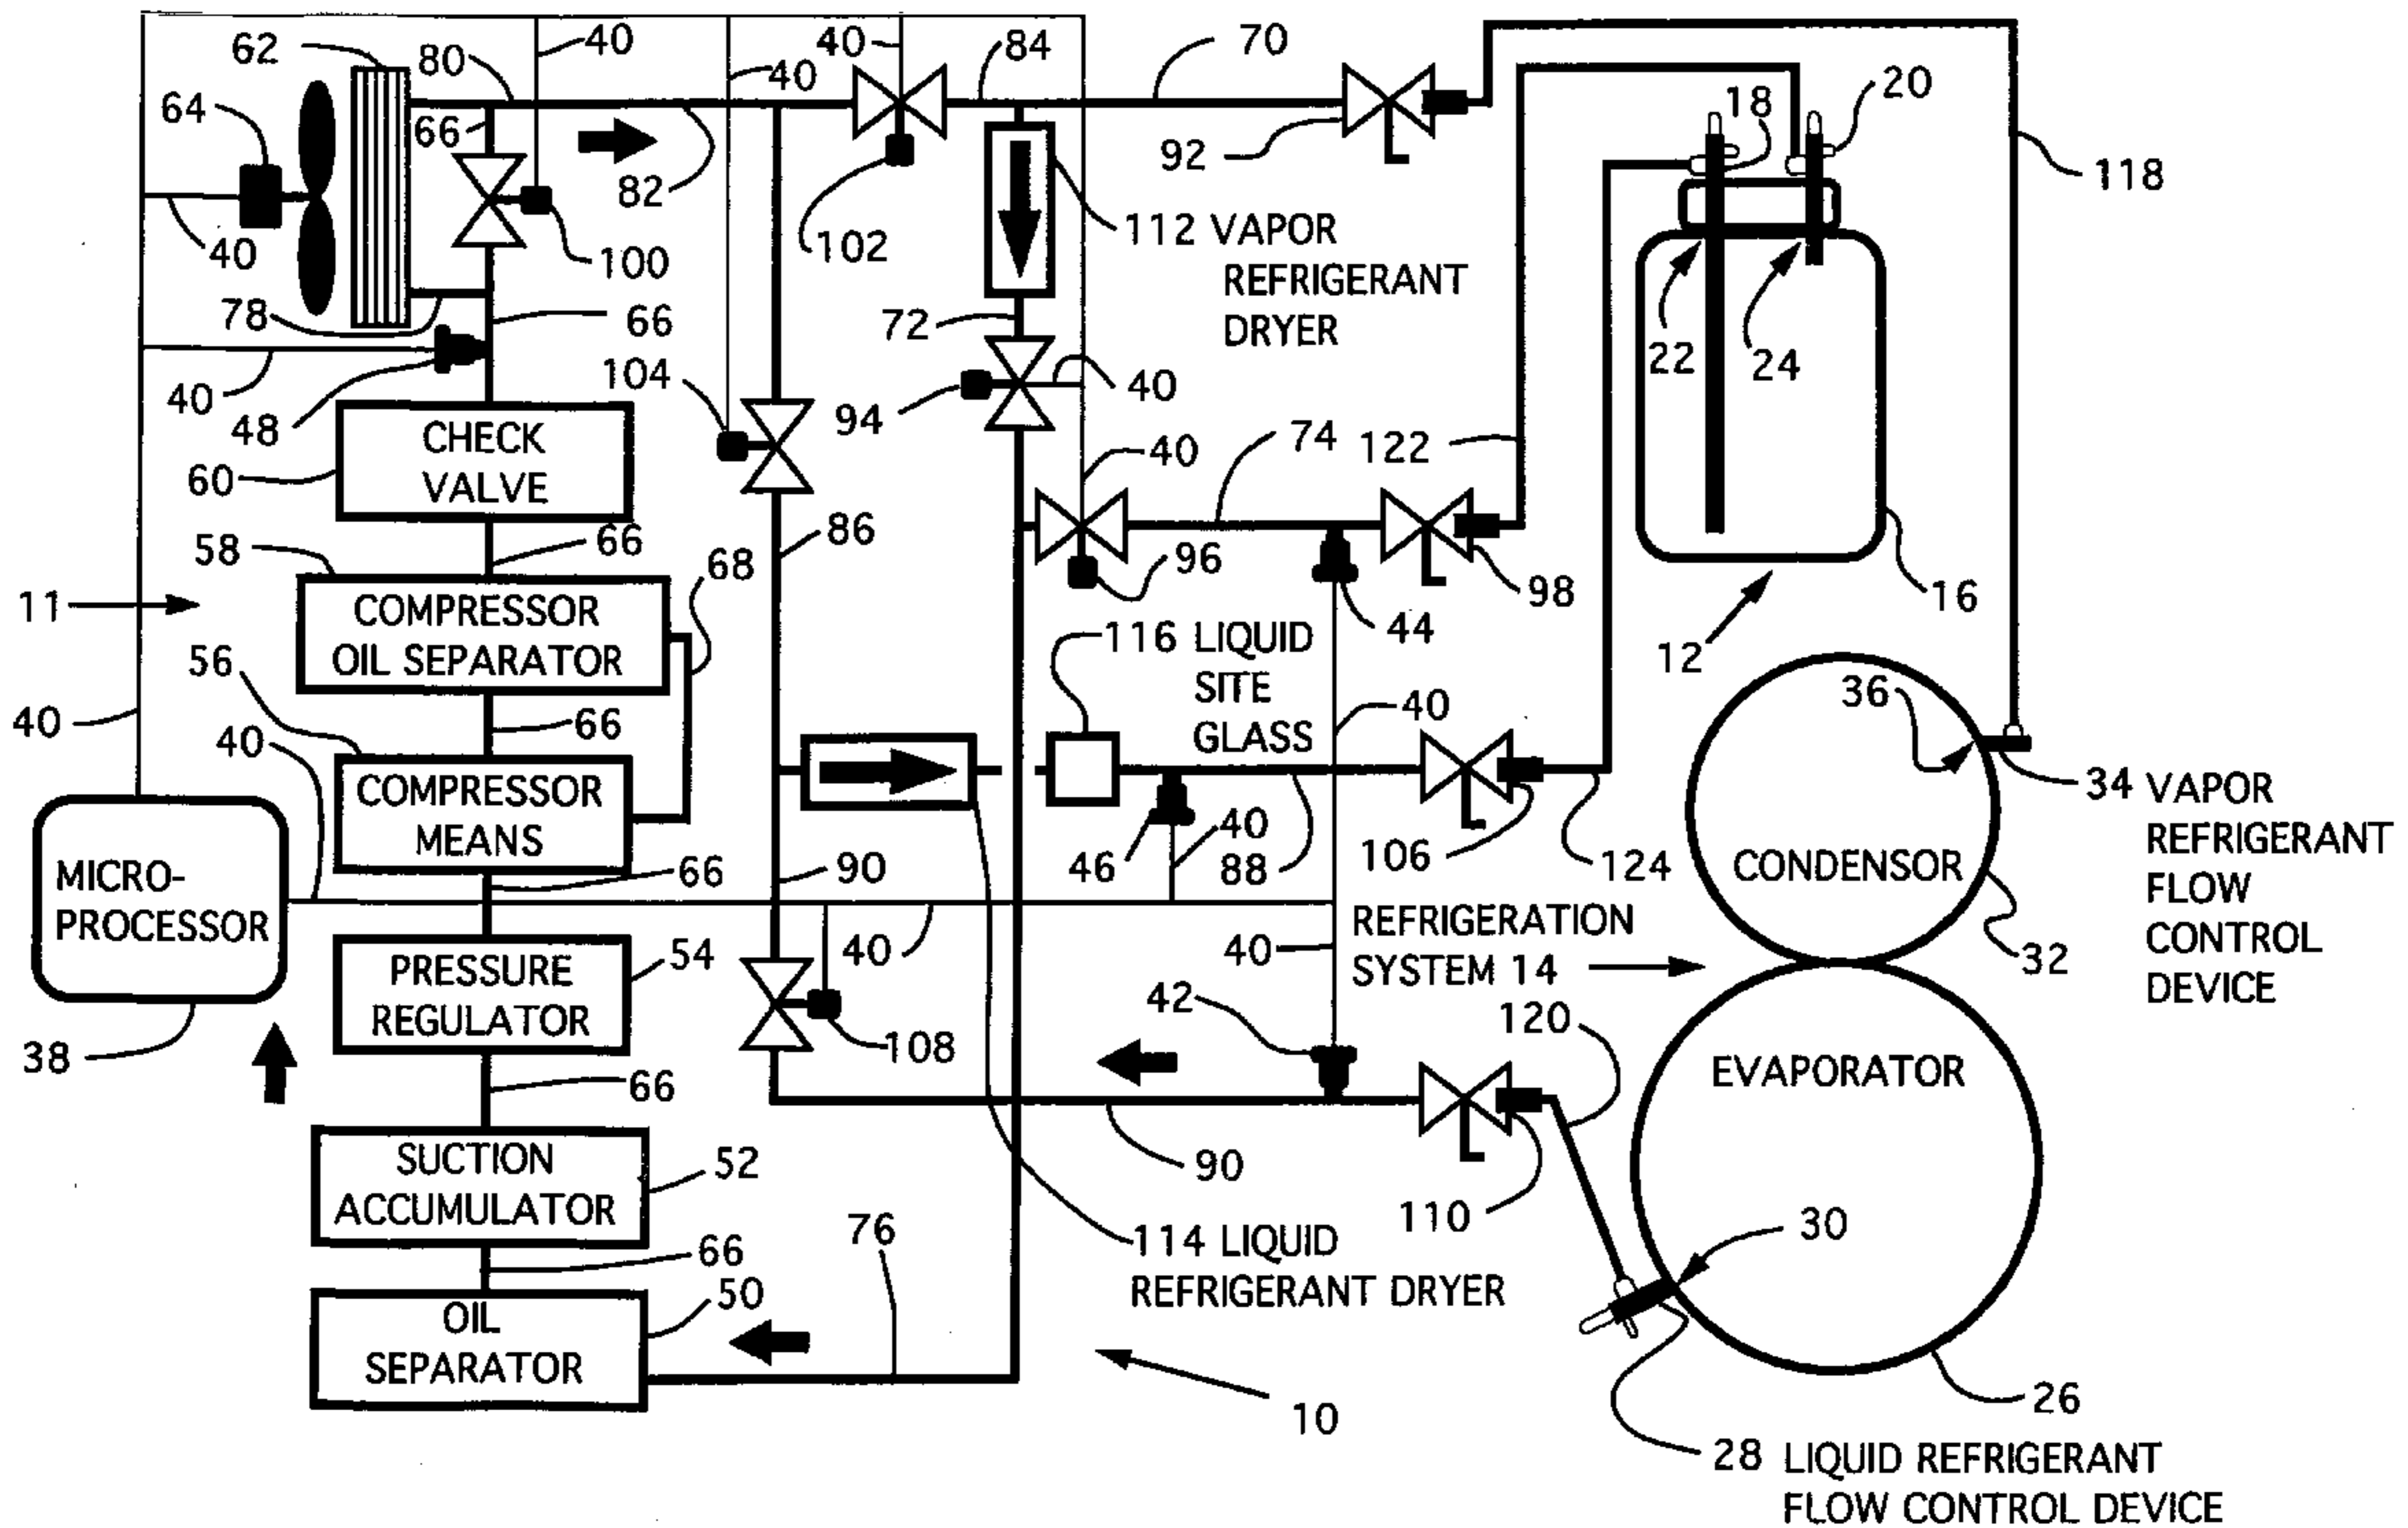 62
80
40
40
40
84
70
64
66
18
20
92
82
118
40
100
102
112 VAPOR
REFRIGERANT
DRYER
78
66
72
22
24
40
48
104
94
40
CHECK
VALVE
60
40
74
122
86
58
66
68
96
98
16
11
COMPRESSOR
OIL SEPARATOR
116 LIQUID
SITE
GLASS
44
12
56
40
40
66
40
36
COMPRESSOR
MEANS
34 VAPOR
REFRIGERANT
FLOW
CONTROL
DEVICE
MICRO-
PROCESSOR
66
90
46
40
88
106
124
CONDENSOR
32
PRESSURE
REGULATOR
54
40
40
REFRIGERATION
SYSTEM 14
38
108
42
120
EVAPORATOR
66
SUCTION
ACCUMULATOR
52
90
110
30
66
76
114 LIQUID
REFRIGERANT DRYER
50
OIL
SEPARATOR
10
26
28 LIQUID REFRIGERANT
FLOW CONTROL DEVICE